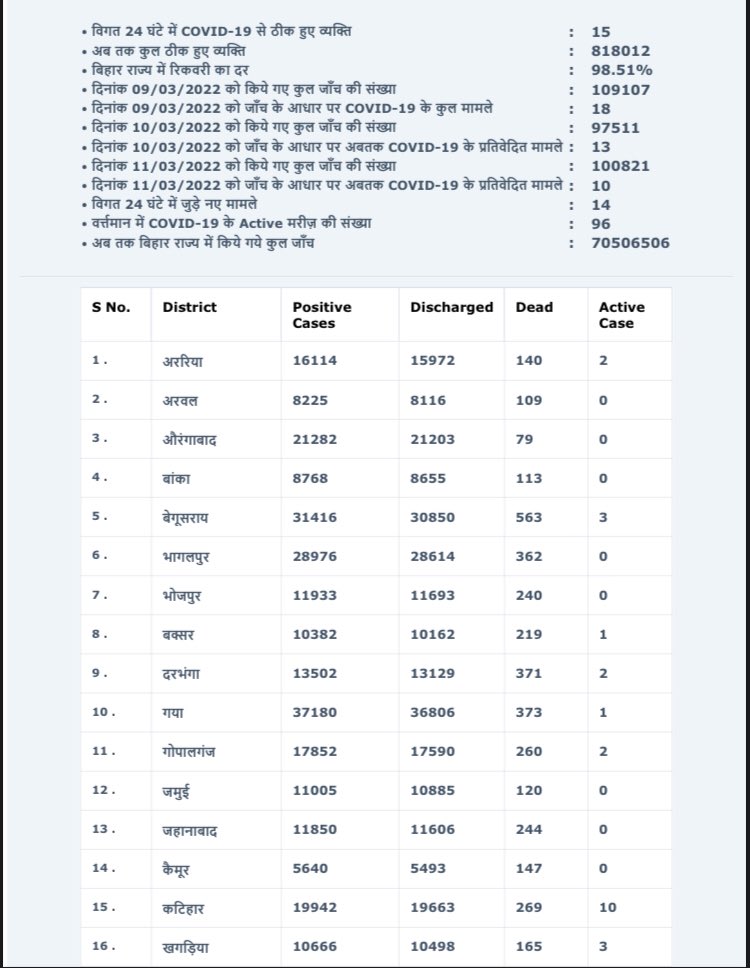 • विगत 24 घंटे में COVID-19 से ठीक हुए व्यक्ति : 15
• अब तक कुल ठीक हुए व्यक्ति : 818012
• बिहार राज्य में रिकवरी का दर : 98.51%
• दिनांक 09/03/2022 को किये गए कुल जाँच की संख्या : 109107
• दिनांक 09/03/2022 को जाँच के आधार पर COVID-19 के कुल मामले : 18
• दिनांक 10/03/2022 को किये गए कुल जाँच की संख्या : 97511
• दिनांक 10/03/2022 को जाँच के आधार पर अबतक COVID-19 के प्रतिवेदित मामले : 13
• दिनांक 11/03/2022 को किये गए कुल जाँच की संख्या : 100821
• दिनांक 11/03/2022 को जाँच के आधार पर अबतक COVID-19 के प्रतिवेदित मामले : 10
• विगत 24 घंटे में जुड़े नए मामले : 14
• वर्त्तमान में COVID-19 के Active मरीज़ की संख्या : 96
• अब तक बिहार राज्य में किये गये कुल जाँच : 70506506
S No. District Positive Cases Discharged Dead Active Case
1. अररिया 16114 15972 140 2
2. अरवल 8225 8116 109 0
3. औरंगाबाद 21282 21203 79 0
4. बांका 8768 8655 113 0
5. बेगूसराय 31416 30850 563 3
6. भागलपुर 28976 28614 362 0
7. भोजपुर 11933 11693 240 0
8. बक्सर 10382 10162 219 1
9. दरभंगा 13502 13129 371 2
10. गया 37180 36806 373 1
11. गोपालगंज 17852 17590 260 2
12. जमुई 11005 10885 120 0
13. जहानाबाद 11850 11606 244 0
14. कैमूर 5640 5493 147 0
15. कटिहार 19942 19663 269 10
16. खगड़िया 10666 10498 165 3